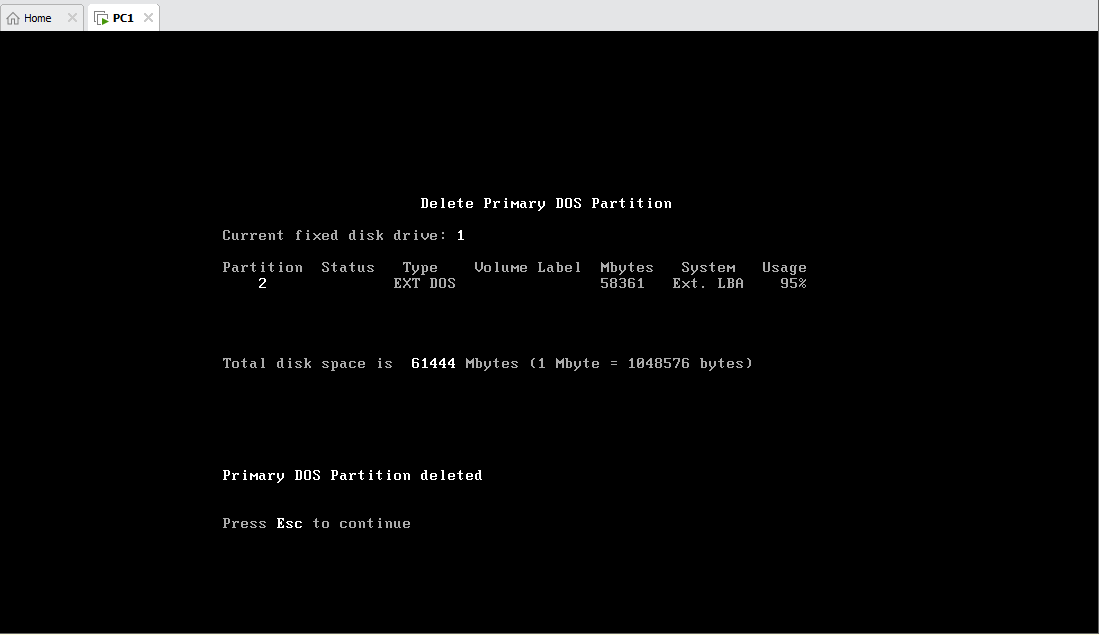 Home
PC1
Delete Primary DOS Partition
Current fixed disk drive: 1
Partition Status Type Volume Label Mbytes System Usage
2 EXT DOS 58361 Ext. LBA 95%
Total disk space is 61444 Mbytes (1 Mbyte = 1048576 bytes)
Primary DOS Partition deleted
Press Esc to continue